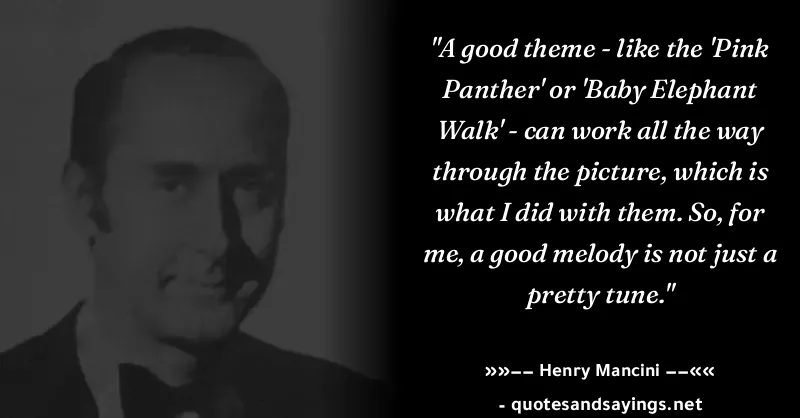 "A good theme - like the 'Pink
Panther' or 'Baby Elephant
Walk' - can work all the way
through the picture, which is
what I did with them. So, for
me, a good melody is not just a
pretty tune."
»»–– Henry Mancini ––««
- quotesandsayings.net